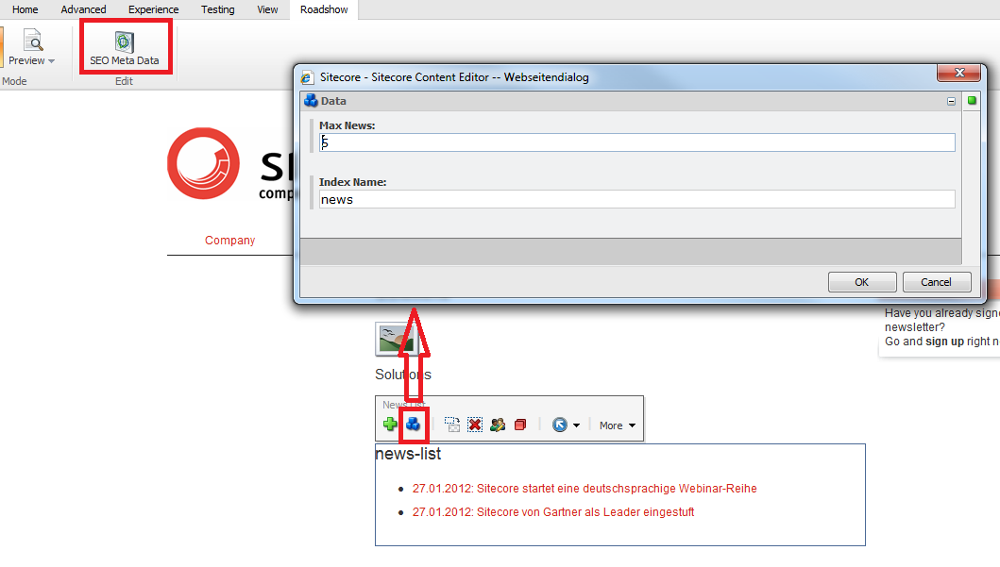 Home Advanced Experience Testing View Roadshow
Preview
SEO Meta Data
Mode
Edit
Sitecore - Sitecore Content Editor -- Webseitendialog
Data
Max News:
5
Index Name:
news
OK Cancel
Company
Have you already
newsletter?
Go and sign up right
Solutions
News List
More
news-list
27.01.2012: Sitecore startet eine deutschsprachige Webinar-Reihe
27.01.2012: Sitecore von Gartner als Leader eingestuft